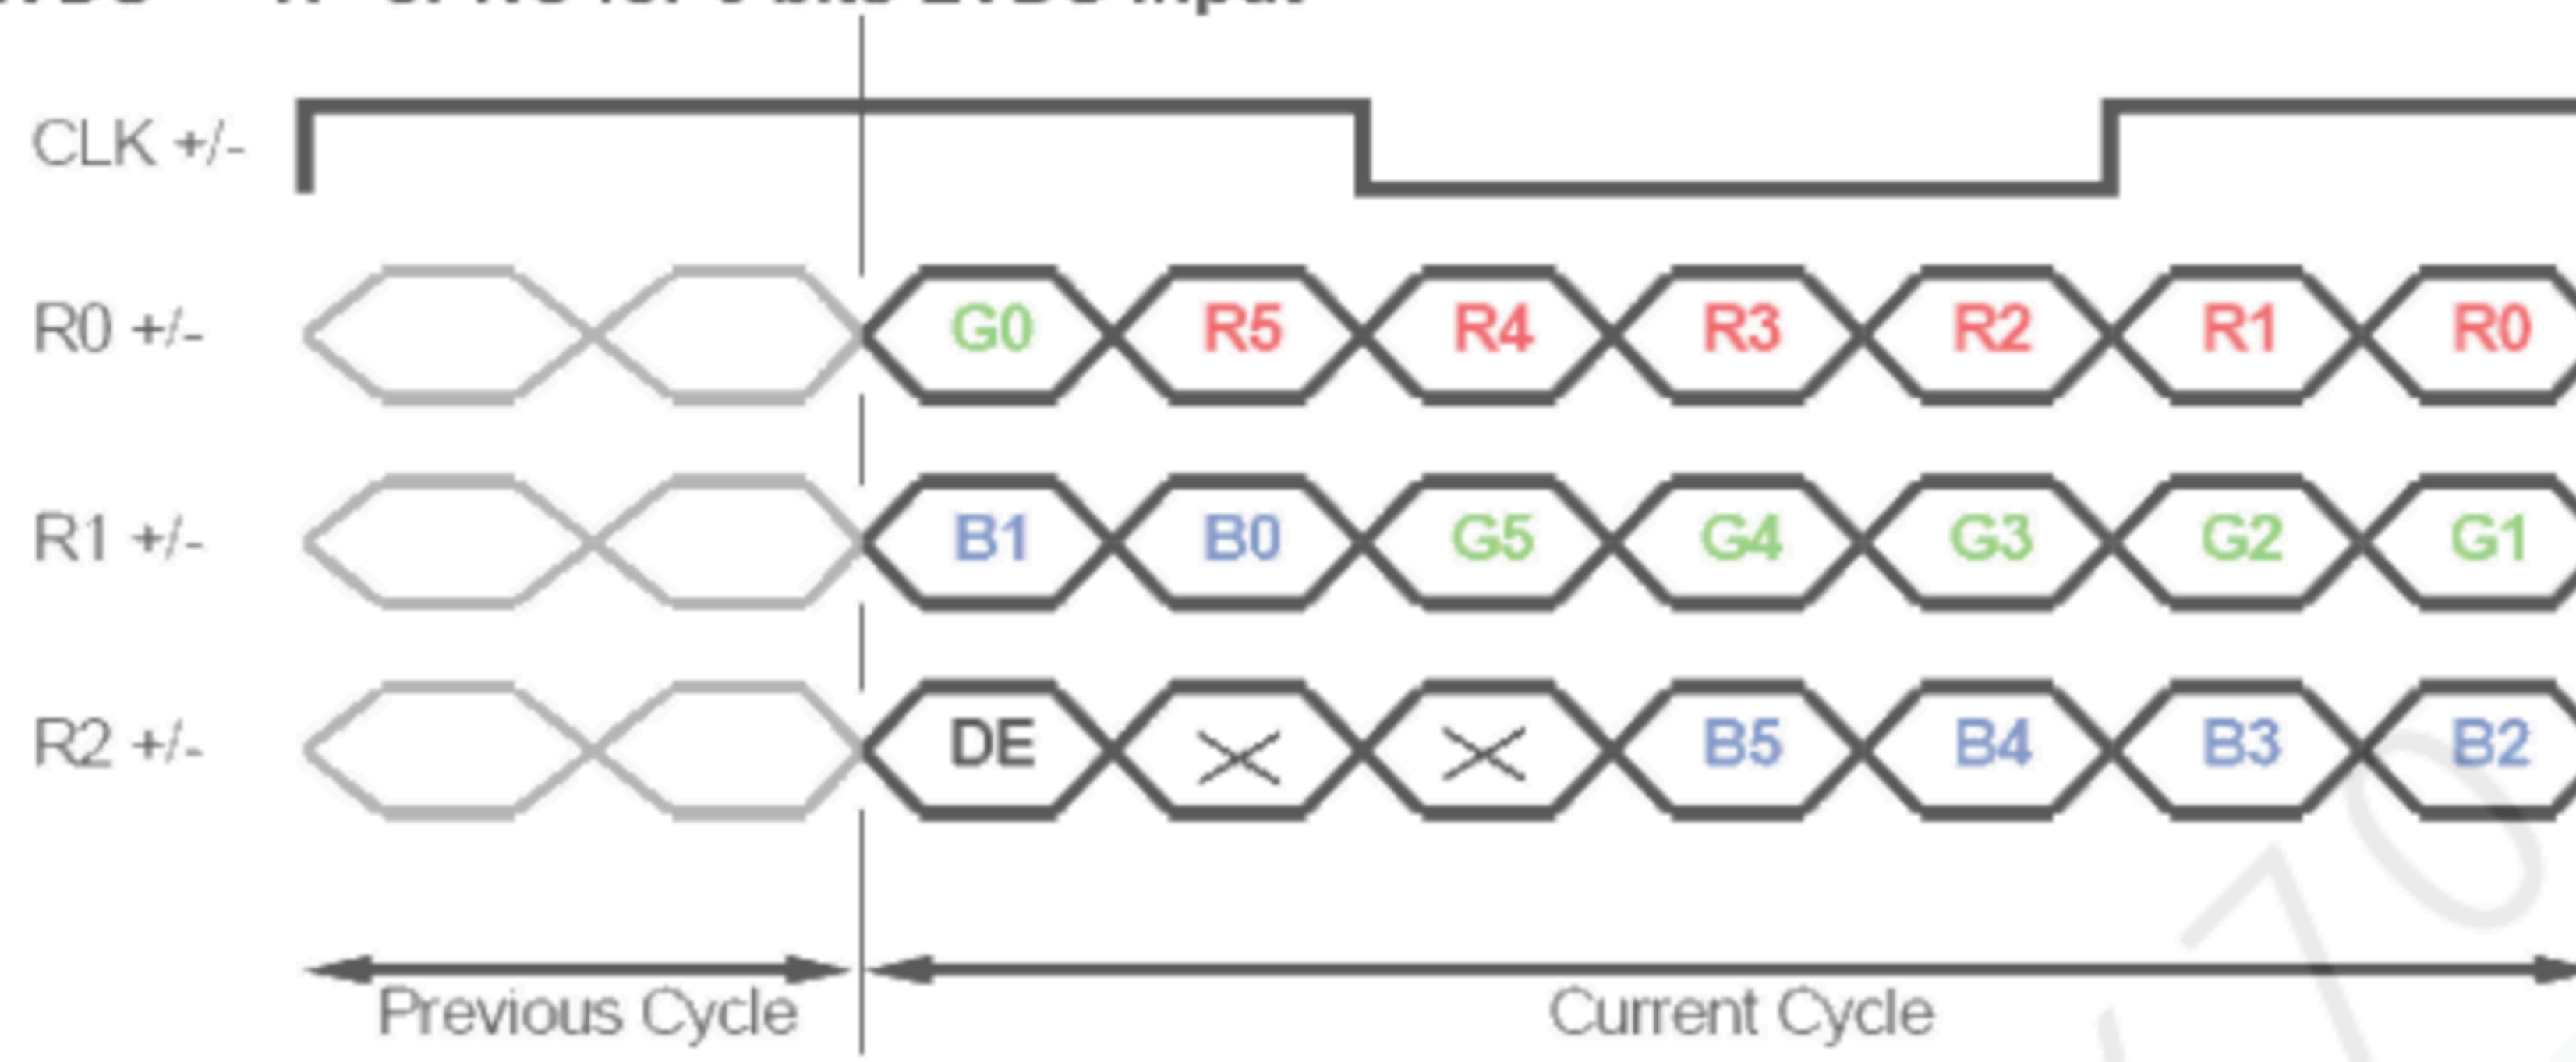 CLK +/-
R0 +/- G0 R5 R4 R3 R2 R1 R0
R1 +/- B1 B0 G5 G4 G3 G2 G1
R2 +/- DE B5 B4 B3 B2
Previous Cycle Current Cycle